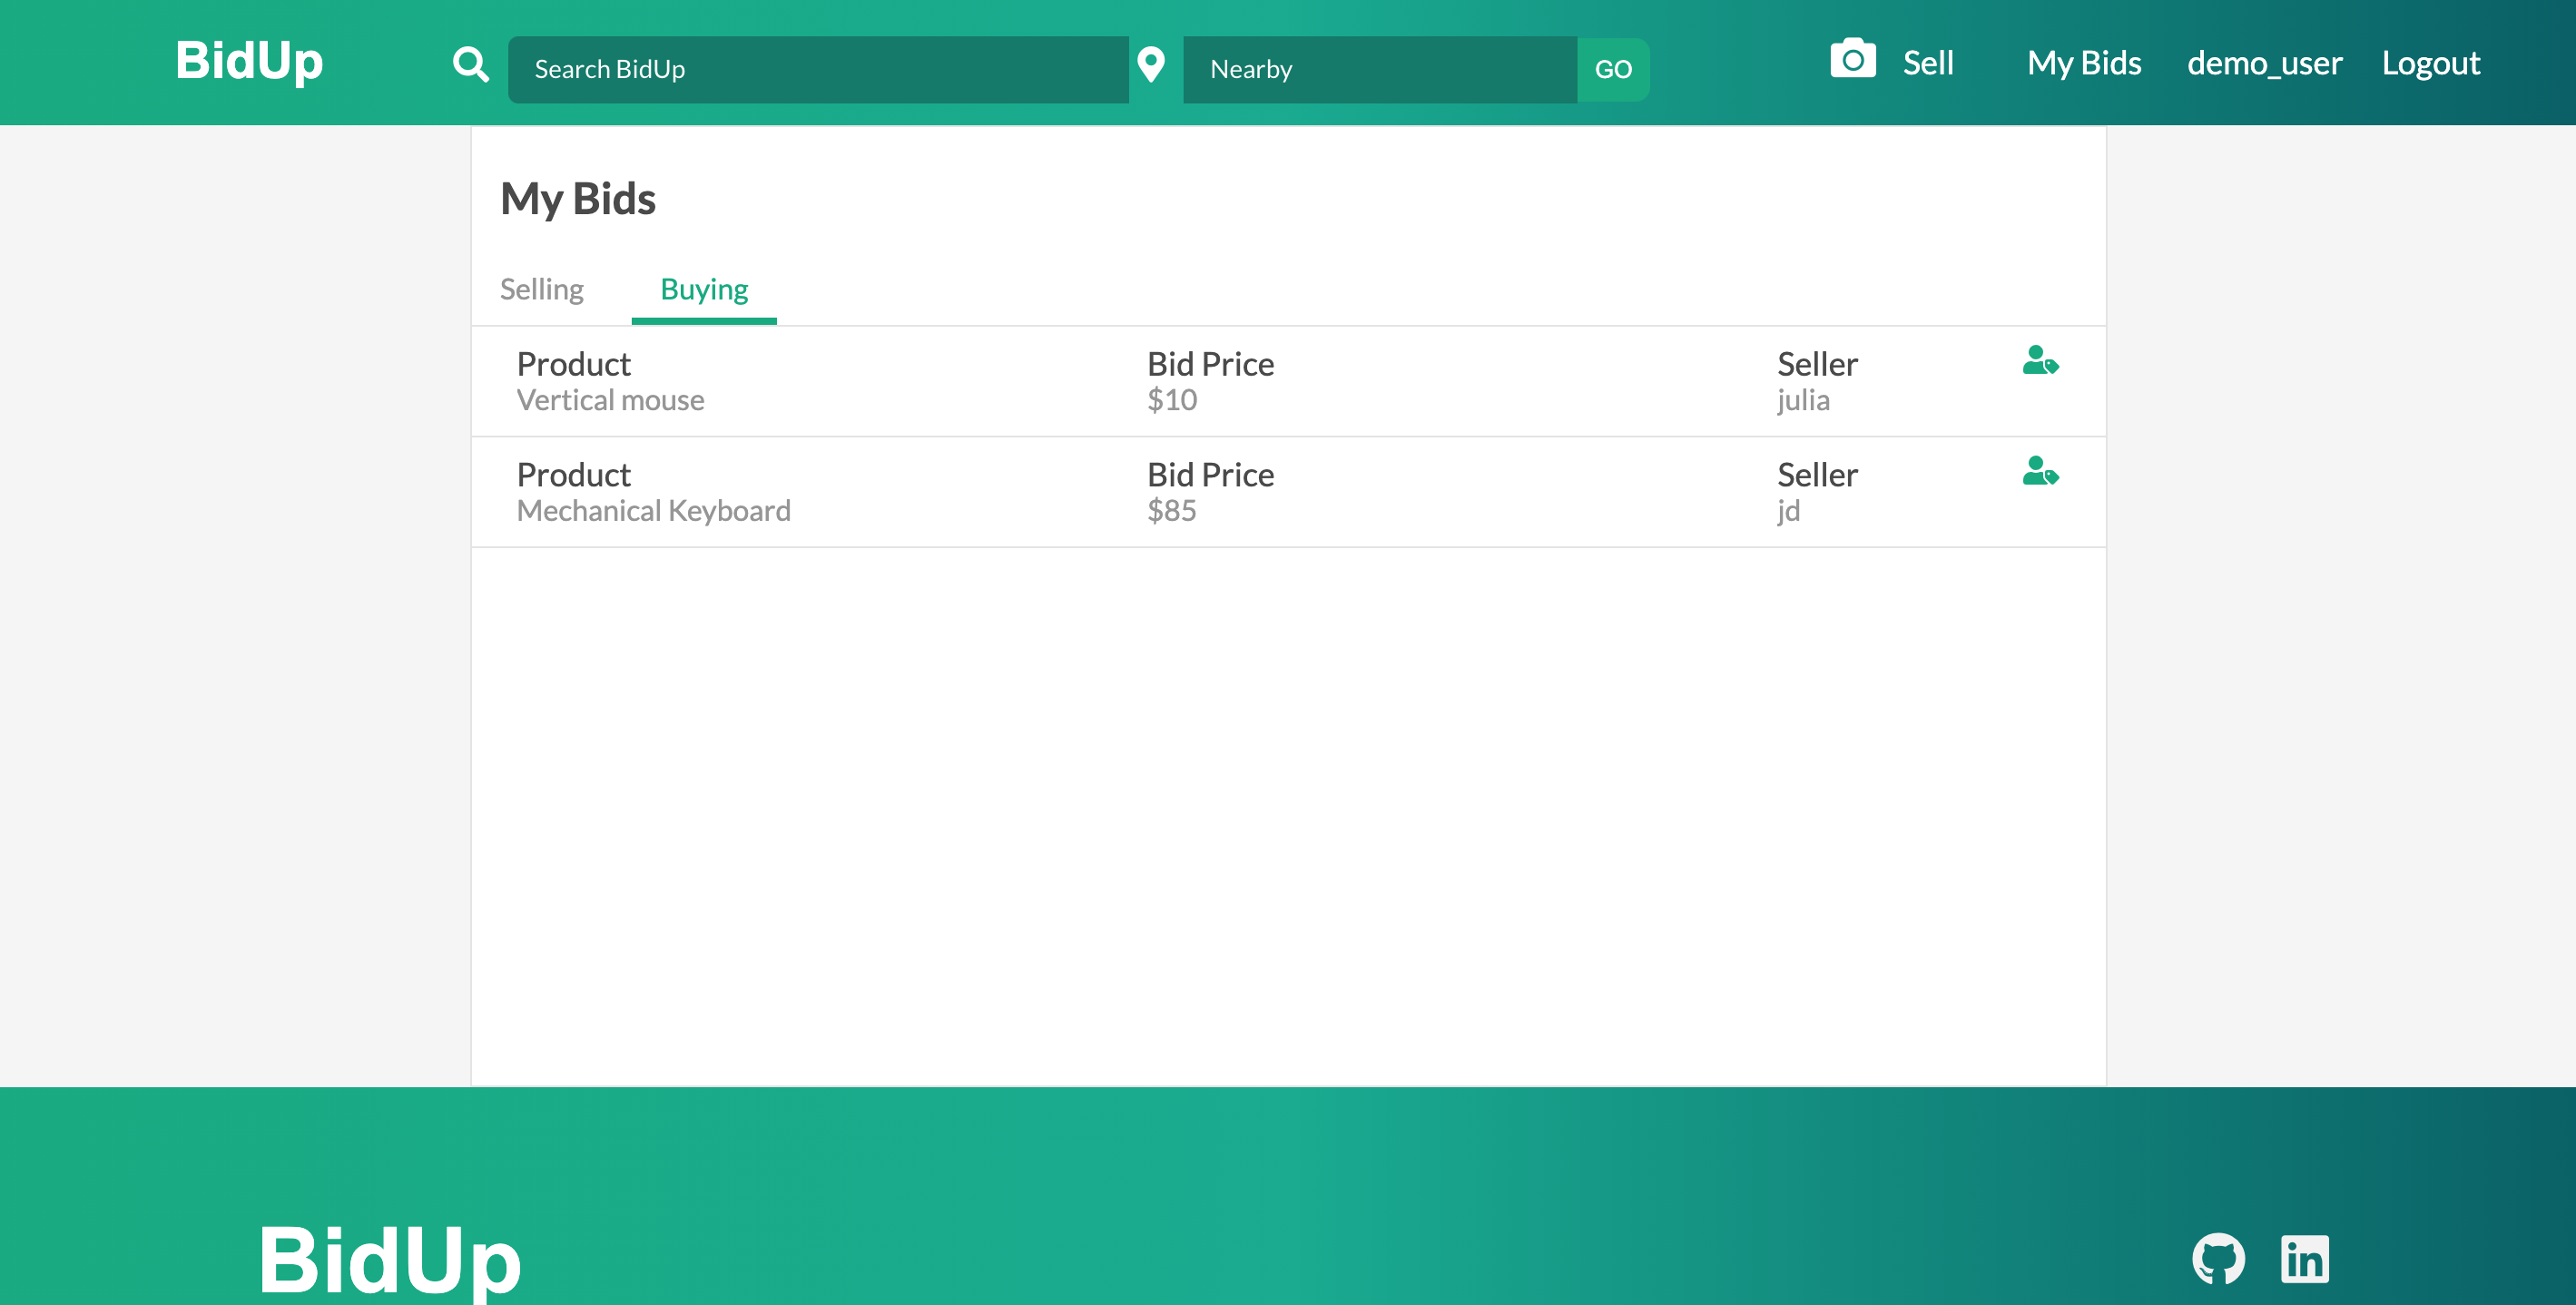 BidUp
Search BidUp
Nearby
GO
Sell
My Bids
demo_user
Logout
My Bids
Selling
Buying
Product
Bid Price
Seller
Vertical mouse
$10
julia
Product
Bid Price
Seller
Mechanical Keyboard
$85
jd
BidUp
in